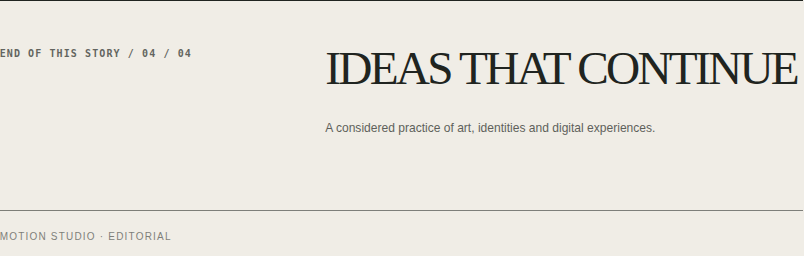 END OF THIS STORY / 04 / 04
IDEAS THAT CONTINUE
A considered practice of art, identities and digital experiences.
MOTION STUDIO · EDITORIAL